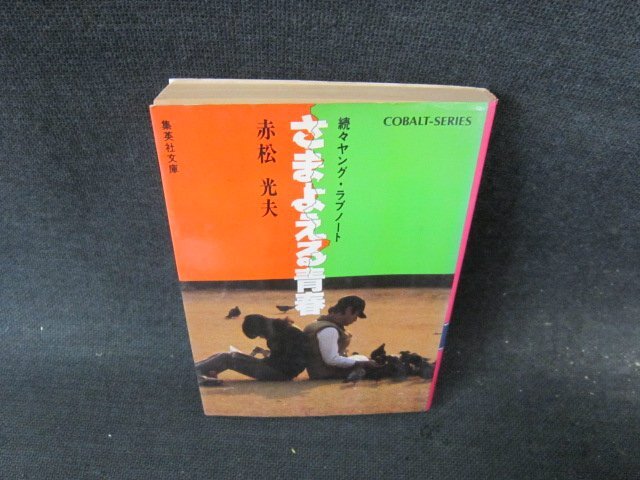 COBALT-SERIES
続々ヤング・ラブノート
さまよえる青春
赤松 光夫
集英社文庫